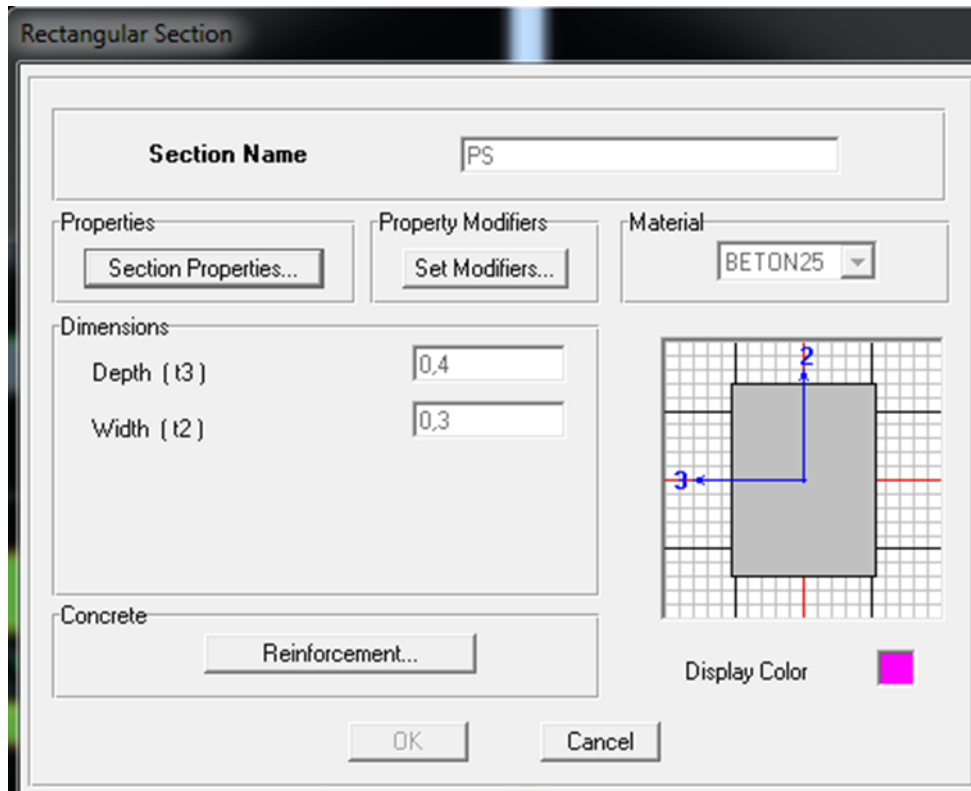 Rectangular Section
Section Name
PS
Properties
Section Properties...
Property Modifiers
Set Modifiers...
Material
BETON25
Dimensions
Depth ( t3 )
0,4
Width ( t2 )
0,3
2
3
Concrete
Reinforcement...
Display Color
OK
Cancel